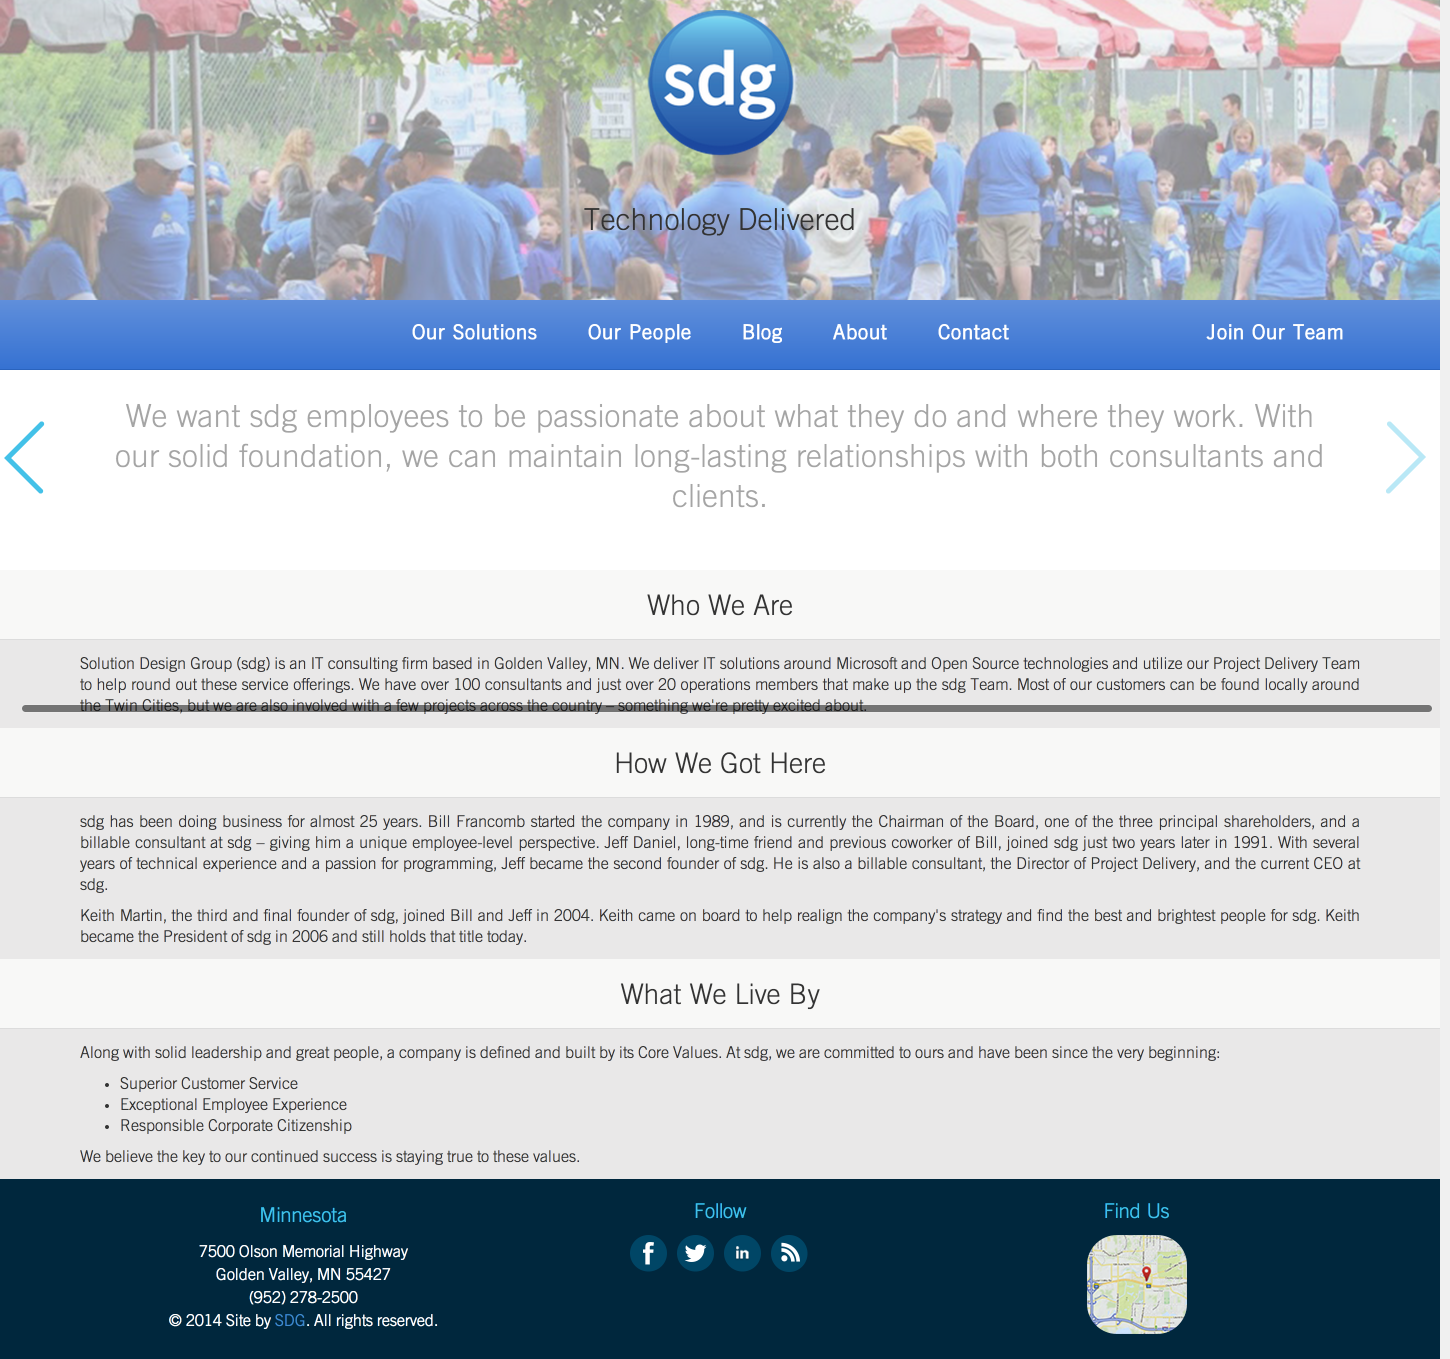 sdg
Technology Delivered
Our Solutions
Our People
Blog
About
Contact
Join Our Team
We want sdg employees to be passionate about what they do and where they work. With
our solid foundation, we can maintain long-lasting relationships with both consultants and
clients.
Who We Are
Solution Design Group (sdg) is an IT consulting firm based in Golden Valley, MN. We deliver IT solutions around Microsoft and Open Source technologies and utilize our Project Delivery Team
to help round out these service offerings. We have over 100 consultants and just over 20 operations members that make up the sdg Team. Most of our customers can be found locally around
the Twin Cities, but we are also involved with a few projects across the country – something we're pretty excited about.
How We Got Here
sdg has been doing business for almost 25 years. Bill Francomb started the company in 1989, and is currently the Chairman of the Board, one of the three principal shareholders, and a
billable consultant at sdg – giving him a unique employee-level perspective. Jeff Daniel, long-time friend and previous coworker of Bill, joined sdg just two years later in 1991. With several
years of technical experience and a passion for programming, Jeff became the second founder of sdg. He is also a billable consultant, the Director of Project Delivery, and the current CEO at
sdg.
Keith Martin, the third and final founder of sdg, joined Bill and Jeff in 2004. Keith came on board to help realign the company's strategy and find the best and brightest people for sdg. Keith
became the President of sdg in 2006 and still holds that title today.
What We Live By
Along with solid leadership and great people, a company is defined and built by its Core Values. At sdg, we are committed to ours and have been since the very beginning:
• Superior Customer Service
• Exceptional Employee Experience
• Responsible Corporate Citizenship
We believe the key to our continued success is staying true to these values.
Minnesota
7500 Olson Memorial Highway
Golden Valley, MN 55427
(952) 278-2500
© 2014 Site by SDG. All rights reserved.
Follow
f
in
Find Us